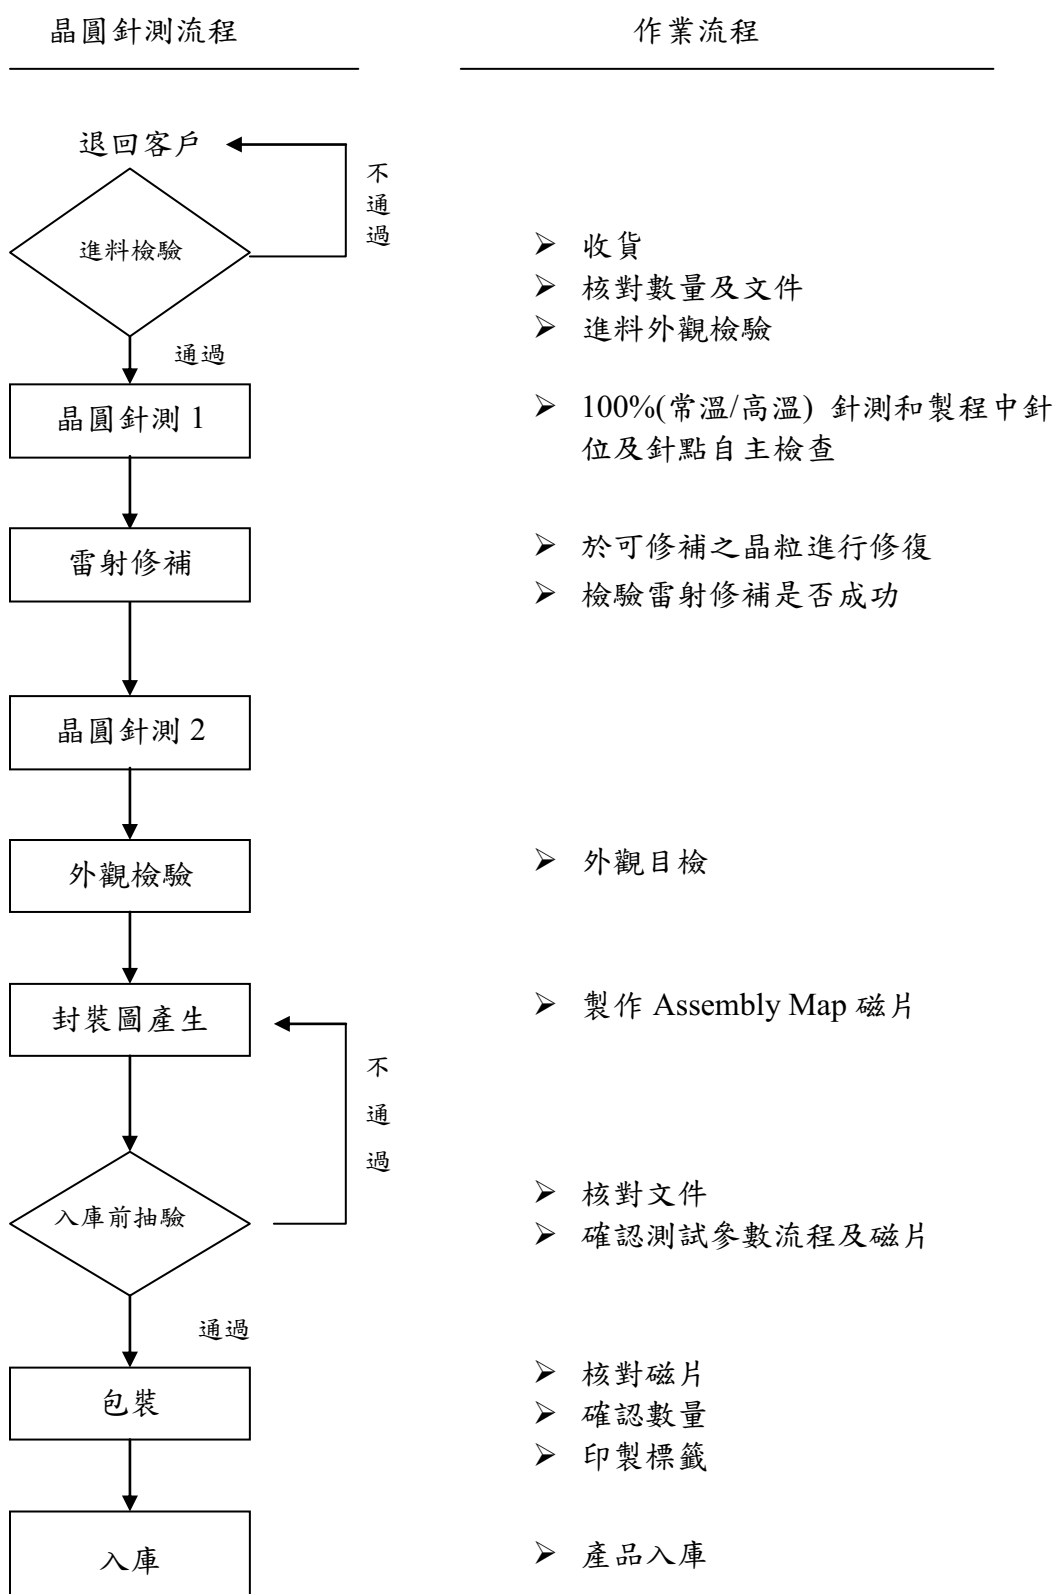 晶圓針測流程
作業流程
退回客戶
不
通
過
進料檢驗
➢ 收貨
➢ 核對數量及文件
➢ 進料外觀檢驗
通過
晶圓針測 1
➢ 100%(常溫/高溫) 針測和製程中針
位及針點自主檢查
雷射修補
➢ 於可修補之晶粒進行修復
➢ 檢驗雷射修補是否成功
晶圓針測 2
外觀檢驗
➢ 外觀目檢
封裝圖產生
➢ 製作 Assembly Map 磁片
不
通
過
入庫前抽驗
➢ 核對文件
➢ 確認測試參數流程及磁片
通過
包裝
➢ 核對磁片
➢ 確認數量
➢ 印製標籤
入庫
➢ 產品入庫